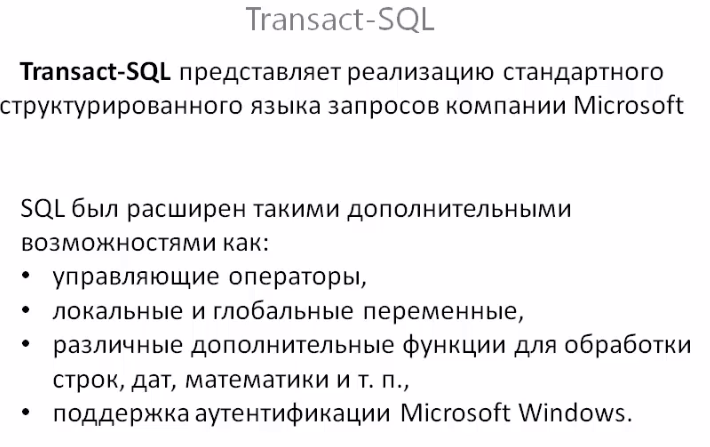 Transact-SQL
Transact-SQL представляет реализацию стандартного
структурированного языка запросов компании Microsoft
SQL был расширен такими дополнительными
возможностями как:
• управляющие операторы,
• локальные и глобальные переменные,
• различные дополнительные функции для обработки
строк, дат, математики и т. п.,
• поддержка аутентификации Microsoft Windows.